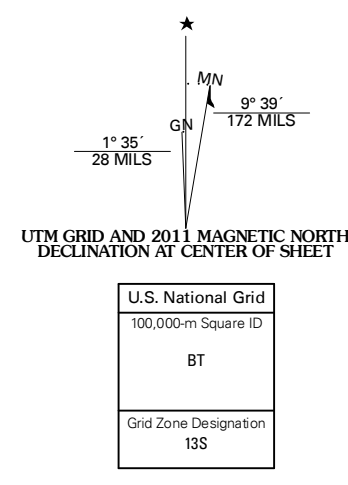 MN
9° 39´
172 MILS
GN
1° 35´
28 MILS
UTM GRID AND 2011 MAGNETIC NORTH
DECLINATION AT CENTER OF SHEET
U.S. National Grid
100,000-m Square ID
BT
Grid Zone Designation
13S